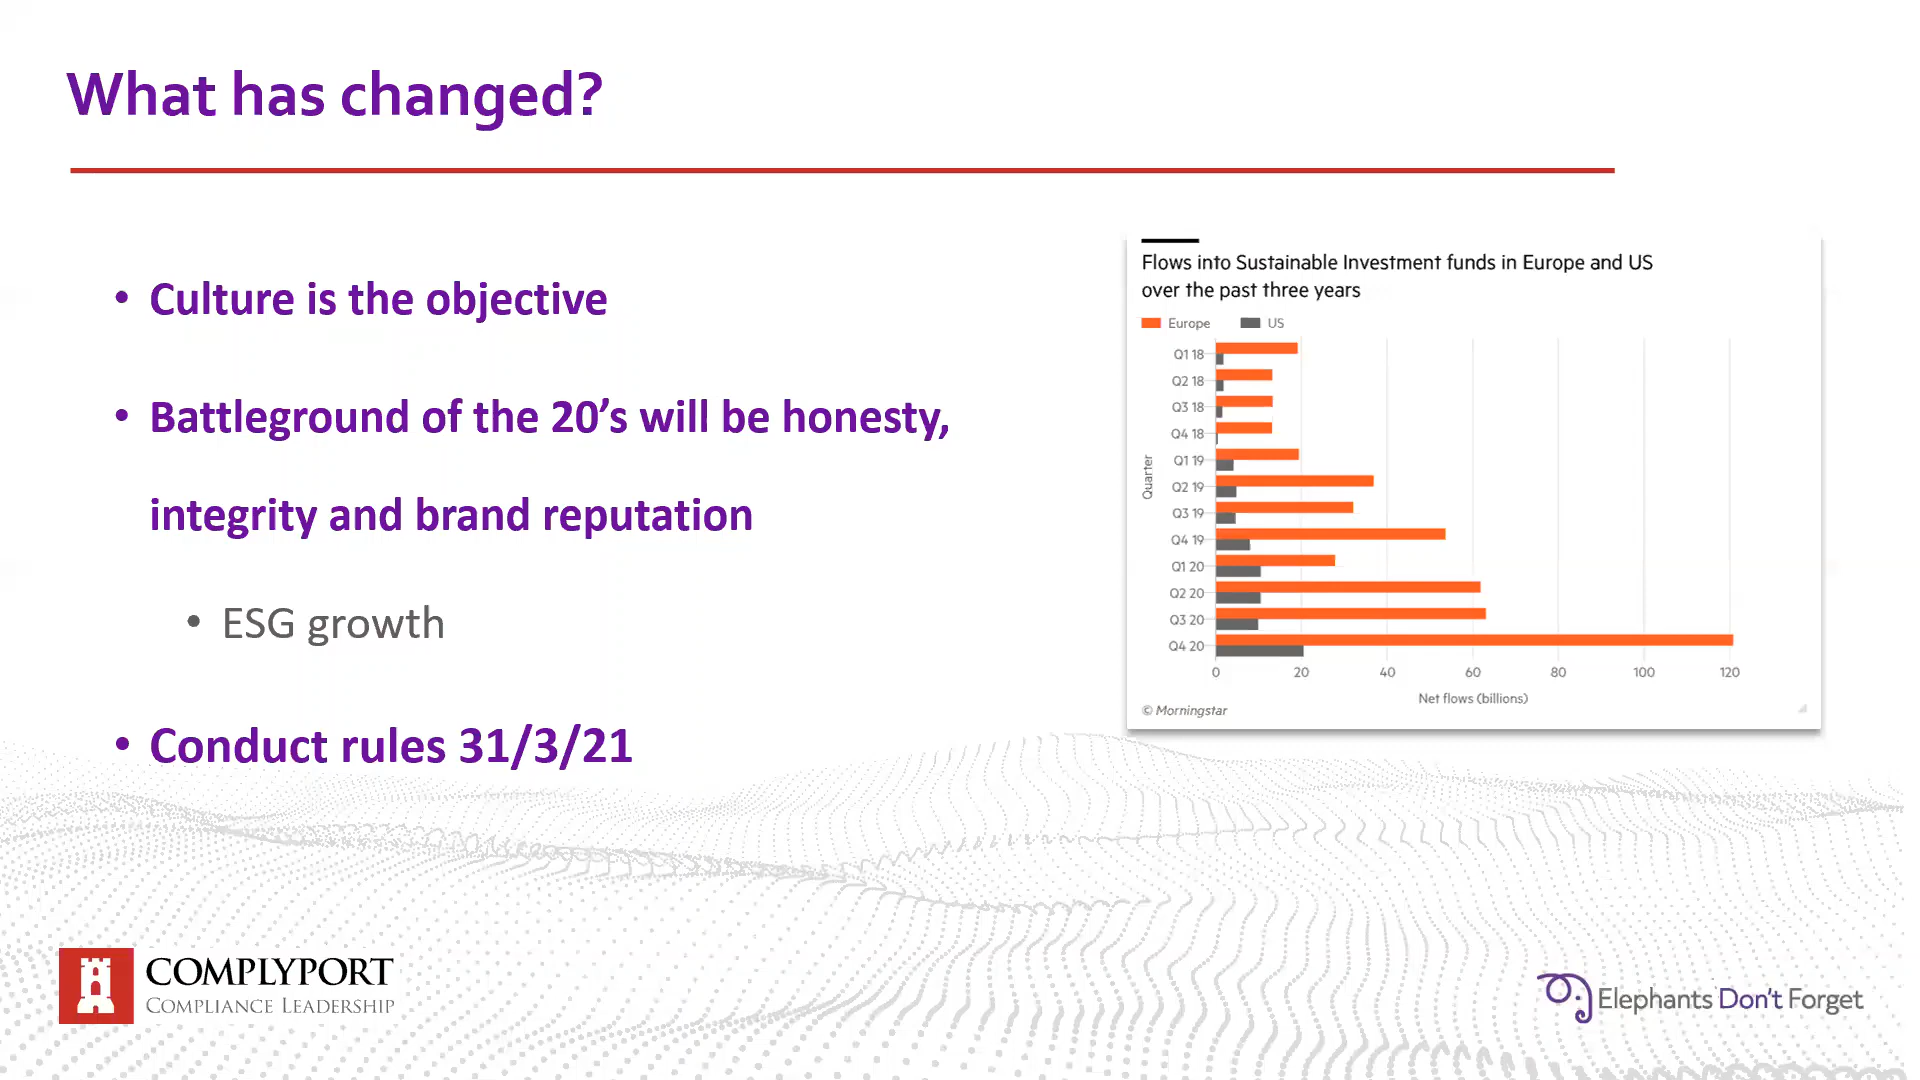 What has changed?
• Culture is the objective
• Battleground of the 20’s will be honesty,
integrity and brand reputation
• ESG growth
• Conduct rules 31/3/21
Flows into Sustainable Investment funds in Europe and US
over the past three years
Europe US
Quarter
Q1 18
Q2 18
Q3 18
Q4 18
Q1 19
Q2 19
Q3 19
Q4 19
Q1 20
Q2 20
Q3 20
Q4 20
0 20 40 60 80 100 120
Net flows (billions)
© Morningstar
COMPLYPORT
COMPLIANCE LEADERSHIP
Elephants Don’t Forget